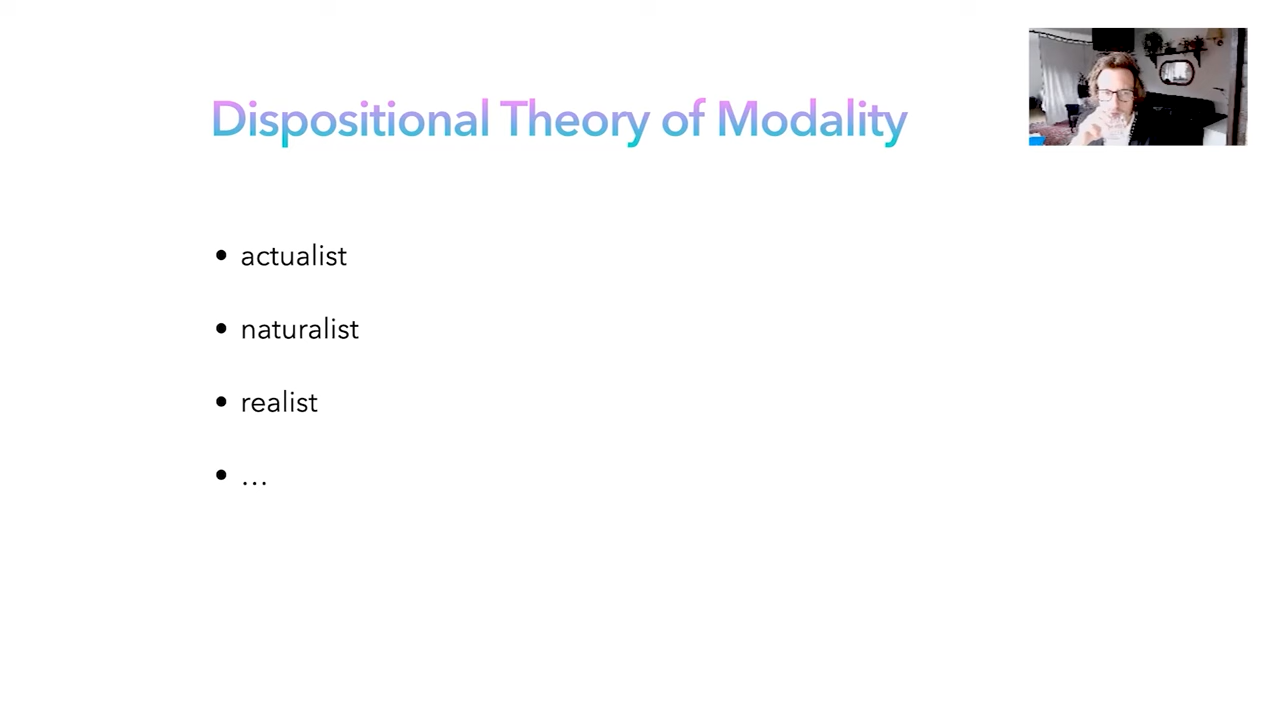 Dispositional Theory of Modality
• actualist
• naturalist
• realist
• …